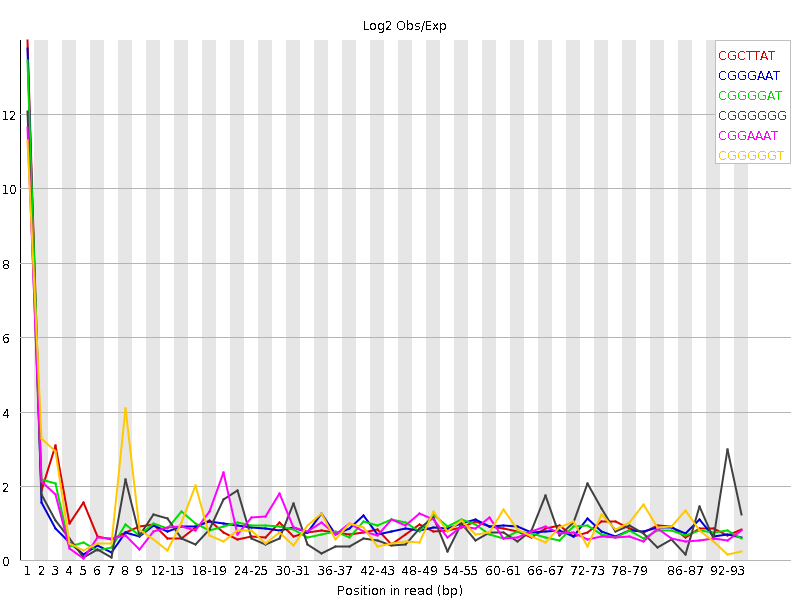 Log2 Obs/Exp
CGCTTAT
CGGGAAT
CGGGGAT
CGGGGGG
CGGAAAT
CGGGGGT
12
10
8
6
4
2
0
1 2 3 4 5 6 7 8 9 12-13 18-19 24-25 30-31 36-37 42-43 48-49 54-55 60-61 66-67 72-73 78-79 86-87 92-93
Position in read (bp)